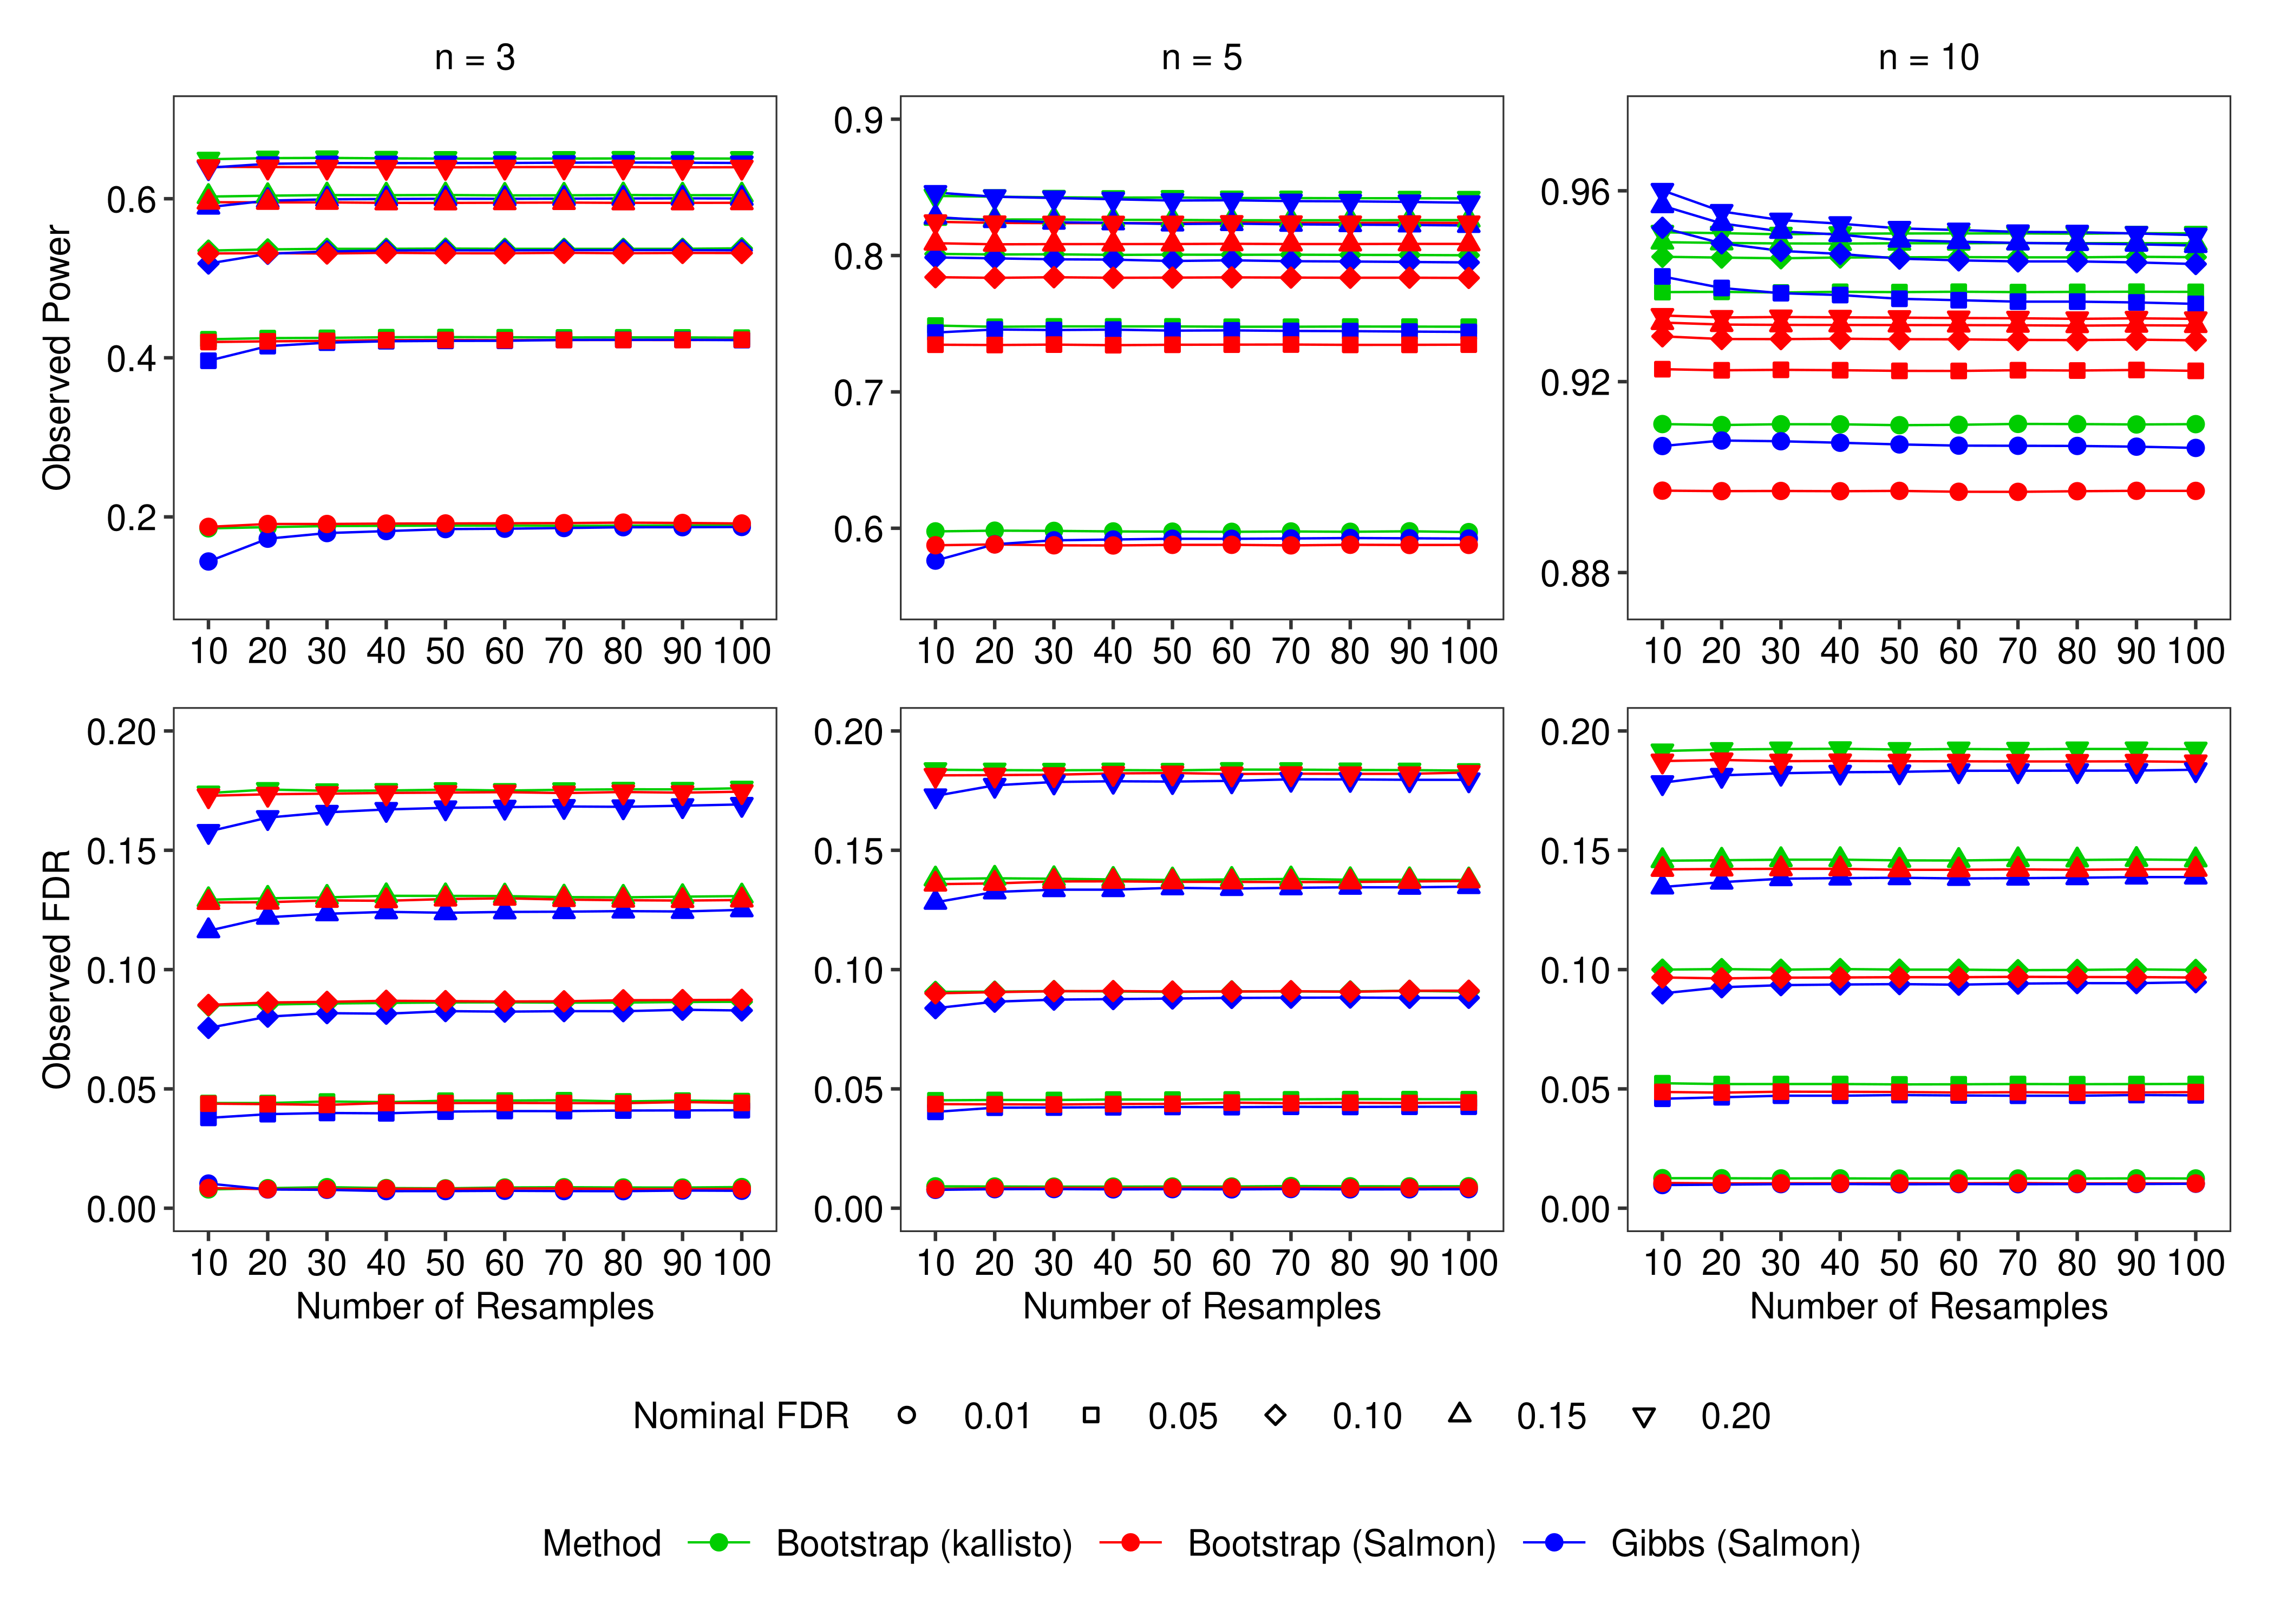 n = 3
n = 5
n = 10
Observed Power
0.6
0.4
0.2
10 20 30 40 50 60 70 80 90 100
0.9
0.8
0.7
0.6
10 20 30 40 50 60 70 80 90 100
0.96
0.92
0.88
10 20 30 40 50 60 70 80 90 100
Observed FDR
0.20
0.15
0.10
0.05
0.00
10 20 30 40 50 60 70 80 90 100
Number of Resamples
0.20
0.15
0.10
0.05
0.00
10 20 30 40 50 60 70 80 90 100
Number of Resamples
0.20
0.15
0.10
0.05
0.00
10 20 30 40 50 60 70 80 90 100
Number of Resamples
Nominal FDR 0.01 0.05 0.10 0.15 0.20
Method Bootstrap (kallisto) Bootstrap (Salmon) Gibbs (Salmon)